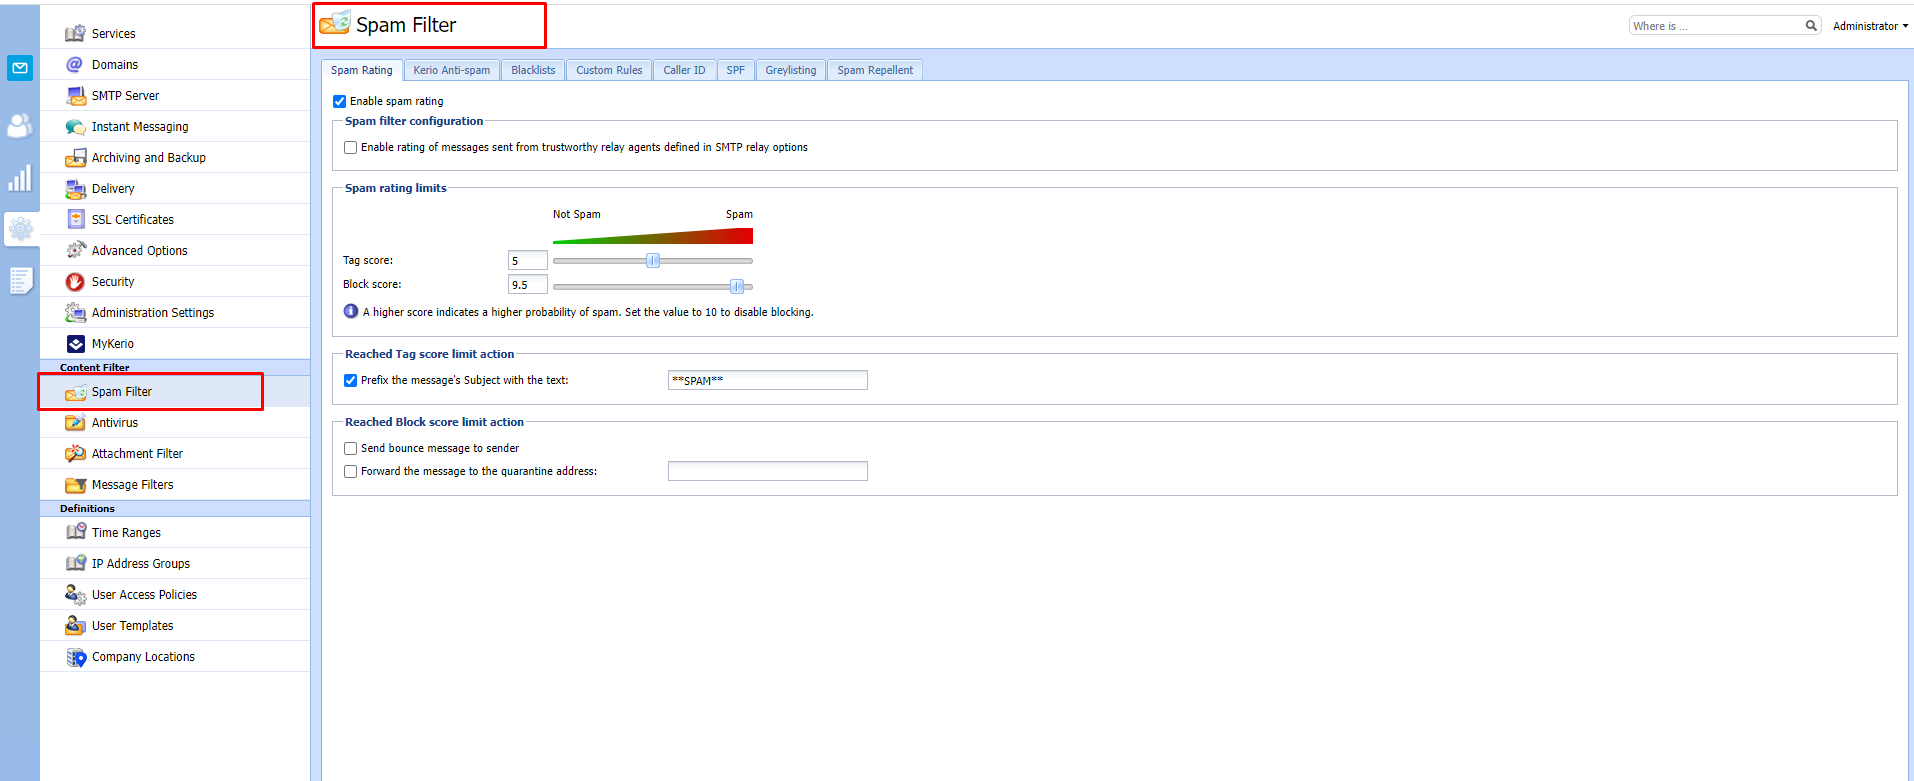 Spam Filter
Where is ...
Administrator
Services
Domains
SMTP Server
Instant Messaging
Archiving and Backup
Delivery
SSL Certificates
Advanced Options
Security
Administration Settings
MyKerio
Content Filter
Spam Filter
Antivirus
Attachment Filter
Message Filters
Definitions
Time Ranges
IP Address Groups
User Access Policies
User Templates
Company Locations
Spam Rating Kerio Anti-spam Blacklists Custom Rules Caller ID SPF Greylisting Spam Repellent
Enable spam rating
Spam filter configuration
Enable rating of messages sent from trustworthy relay agents defined in SMTP relay options
Spam rating limits
Not Spam Spam
Tag score: 5
Block score: 9.5
A higher score indicates a higher probability of spam. Set the value to 10 to disable blocking.
Reached Tag score limit action
Prefix the message's Subject with the text: **SPAM**
Reached Block score limit action
Send bounce message to sender
Forward the message to the quarantine address: